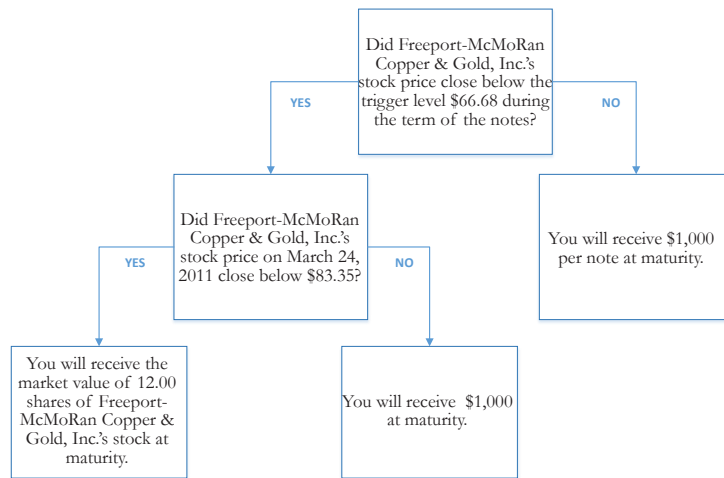 Did Freeport-McMoRan
Copper & Gold, Inc.'s
stock price close below the
trigger level $66.68 during
the term of the notes?
YES
NO
Did Freeport-McMoRan
Copper & Gold, Inc.'s
stock price on March 24,
2011 close below $83.35?
You will receive $1,000
per note at maturity.
YES
NO
You will receive the
market value of 12.00
shares of Freeport-
McMoRan Copper &
Gold, Inc.'s stock at
maturity.
You will receive $1,000
at maturity.